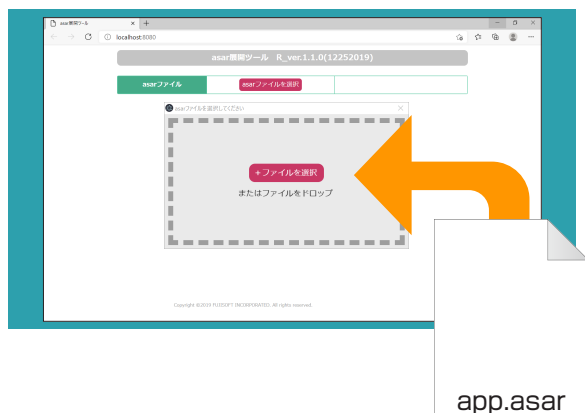 asar展開ツール
localhost:8080
asar展開ツール R_ver.1.1.0(12252019)
asarファイル
asarファイルを選択
asarファイルを選択してください
+ファイルを選択
またはファイルをドロップ
Copyright ©2019 FUJISOFT INCORPORATED. All rights reserved.
app.asar